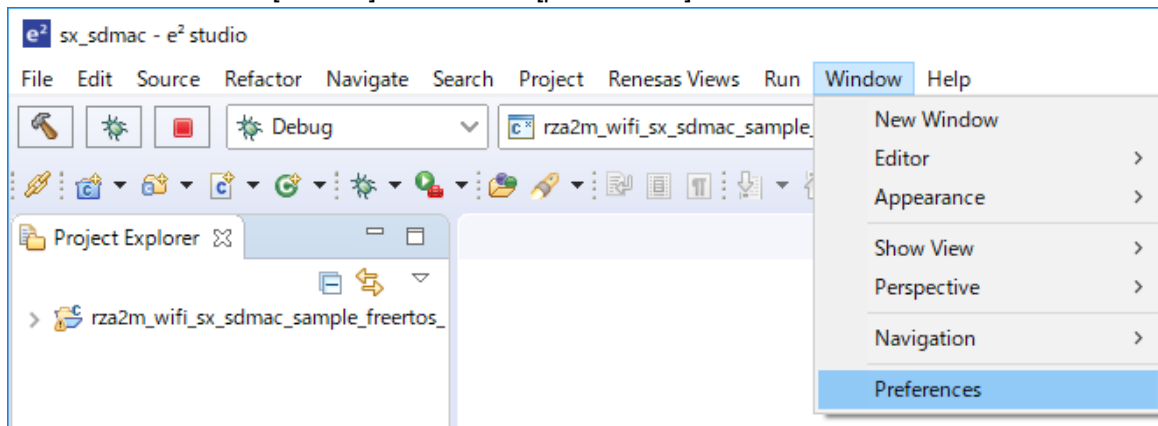 e² sx_sdmac - e² studio
File Edit Source Refactor Navigate Search Project Renesas Views Run Window Help
Debug
rza2m_wifi_sx_sdmac_sample_
New Window
Editor
Appearance
Project Explorer
Show View
Perspective
rza2m_wifi_sx_sdmac_sample_freertos_
Navigation
Preferences